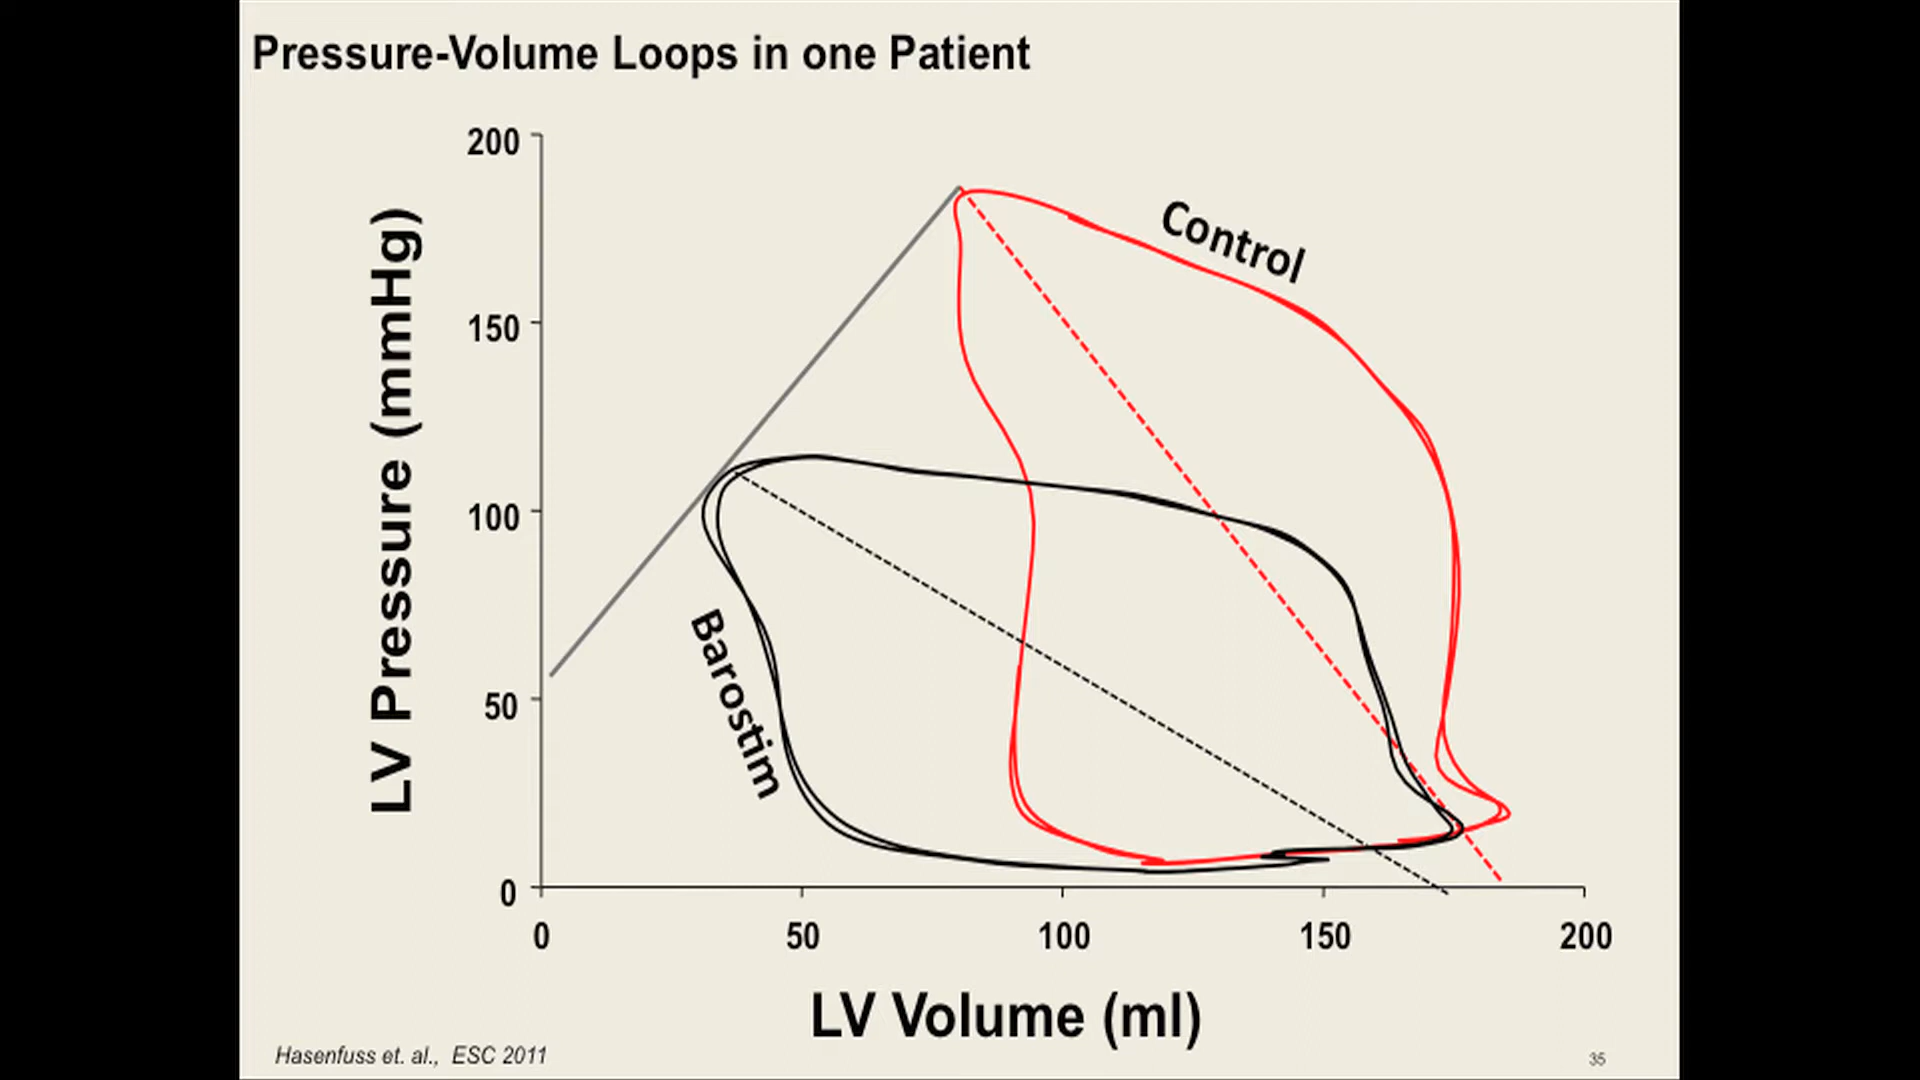 Pressure-Volume Loops in one Patient
200
150
100
50
0
LV Pressure (mmHg)
Control
Barostim
0 50 100 150 200
LV Volume (ml)
Hasenfuss et. al., ESC 2011
35